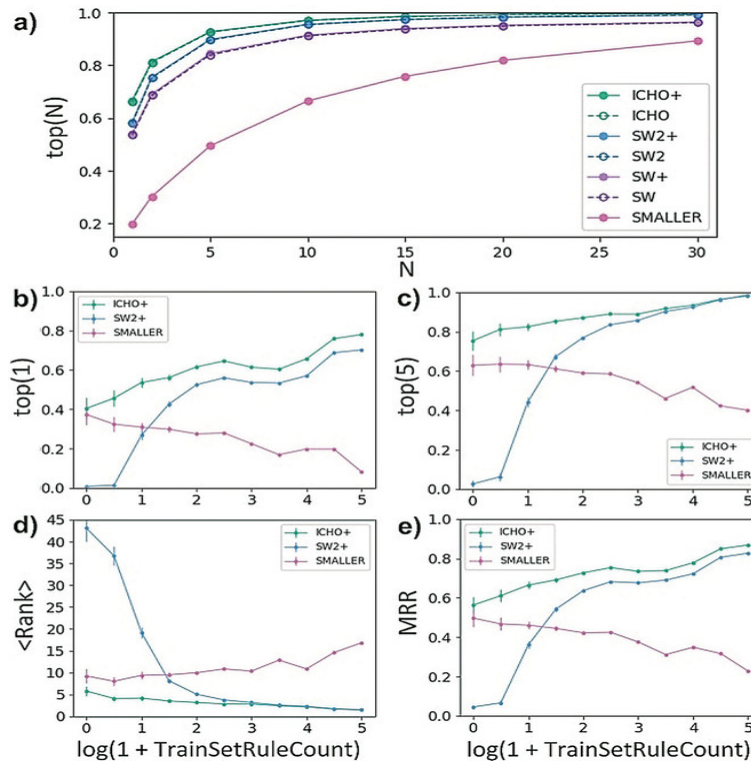 a)
1.0
0.8
0.6
0.4
0.2
top(N)
ICHO+
ICHO
SW2+
SW2
SW+
SW
SMALLER
0 5 10 15 20 25 30
N
b)
1.0
0.8
0.6
0.4
0.2
0.0
top(1)
ICHO+
SW2+
SMALLER
0 1 2 3 4 5
c)
1.0
0.8
0.6
0.4
0.2
0.0
top(5)
ICHO+
SW2+
SMALLER
0 1 2 3 4 5
d)
45
40
35
30
25
20
15
10
5
0
<Rank>
ICHO+
SW2+
SMALLER
0 1 2 3 4 5
log(1 + TrainSetRuleCount)
e)
1.0
0.8
0.6
0.4
0.2
0.0
MRR
ICHO+
SW2+
SMALLER
0 1 2 3 4 5
log(1 + TrainSetRuleCount)